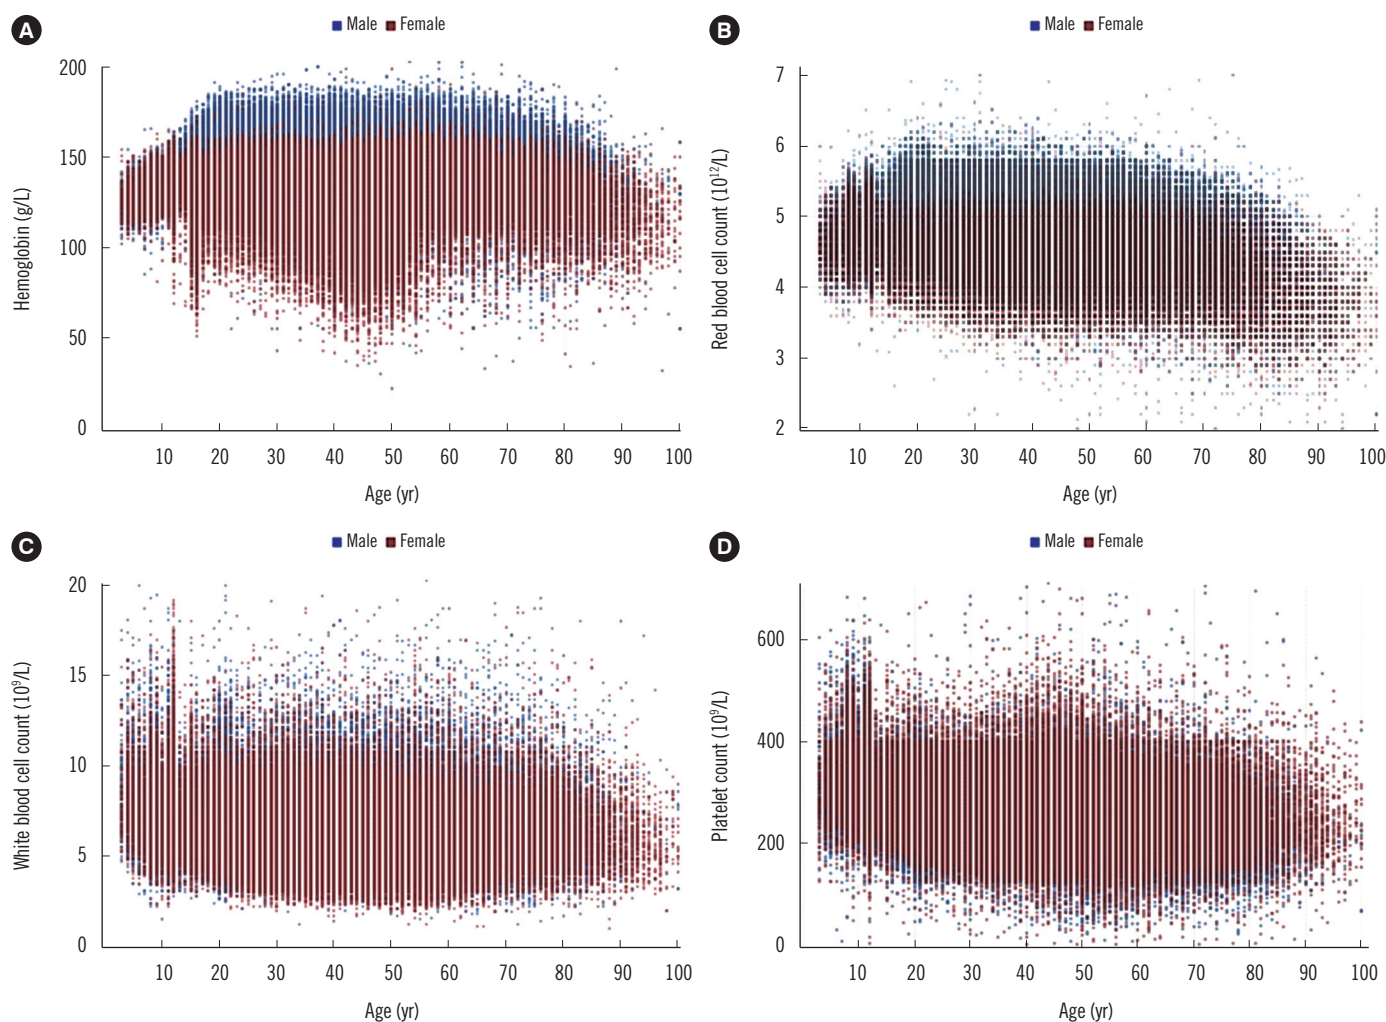 A
Male Female
Hemoglobin (g/L)
200
150
100
50
0
10 20 30 40 50 60 70 80 90 100
Age (yr)
B
Male Female
Red blood cell count (10¹²/L)
7
6
5
4
3
2
10 20 30 40 50 60 70 80 90 100
Age (yr)
C
Male Female
White blood cell count (10⁹/L)
20
15
10
5
0
10 20 30 40 50 60 70 80 90 100
Age (yr)
D
Male Female
Platelet count (10⁹/L)
600
400
200
0
10 20 30 40 50 60 70 80 90 100
Age (yr)